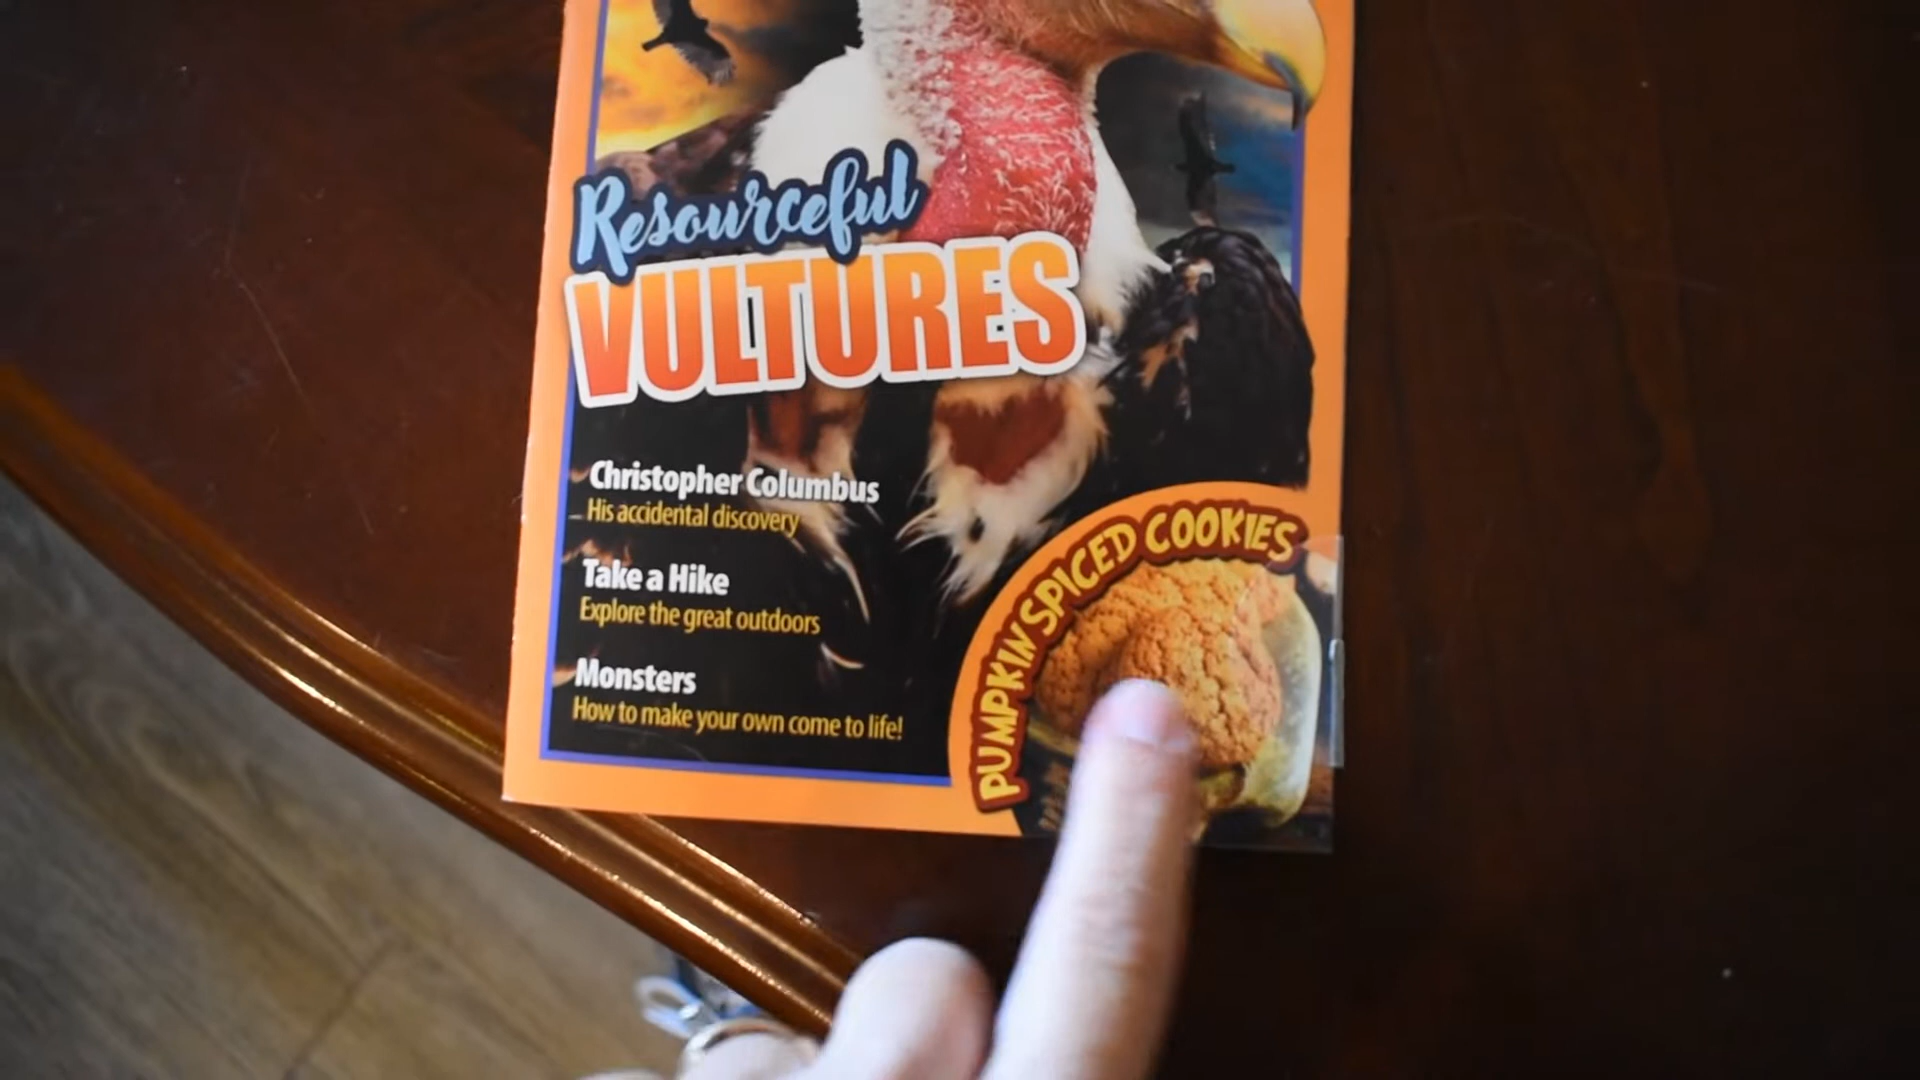 Resourceful
VULTURES
Christopher Columbus
His accidental discovery
Take a Hike
Explore the great outdoors
Monsters
How to make your own come to life!
PUMPKIN SPICED COOKIES